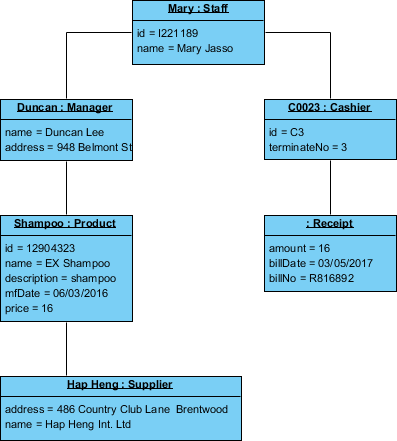 Mary : Staff
id = I221189
name = Mary Jasso
Duncan : Manager
name = Duncan Lee
address = 948 Belmont St
C0023 : Cashier
id = C3
terminateNo = 3
Shampoo : Product
id = 12904323
name = EX Shampoo
description = shampoo
mfDate = 06/03/2016
price = 16
: Receipt
amount = 16
billDate = 03/05/2017
billNo = R816892
Hap Heng : Supplier
address = 486 Country Club Lane  Brentwood
name = Hap Heng Int. Ltd